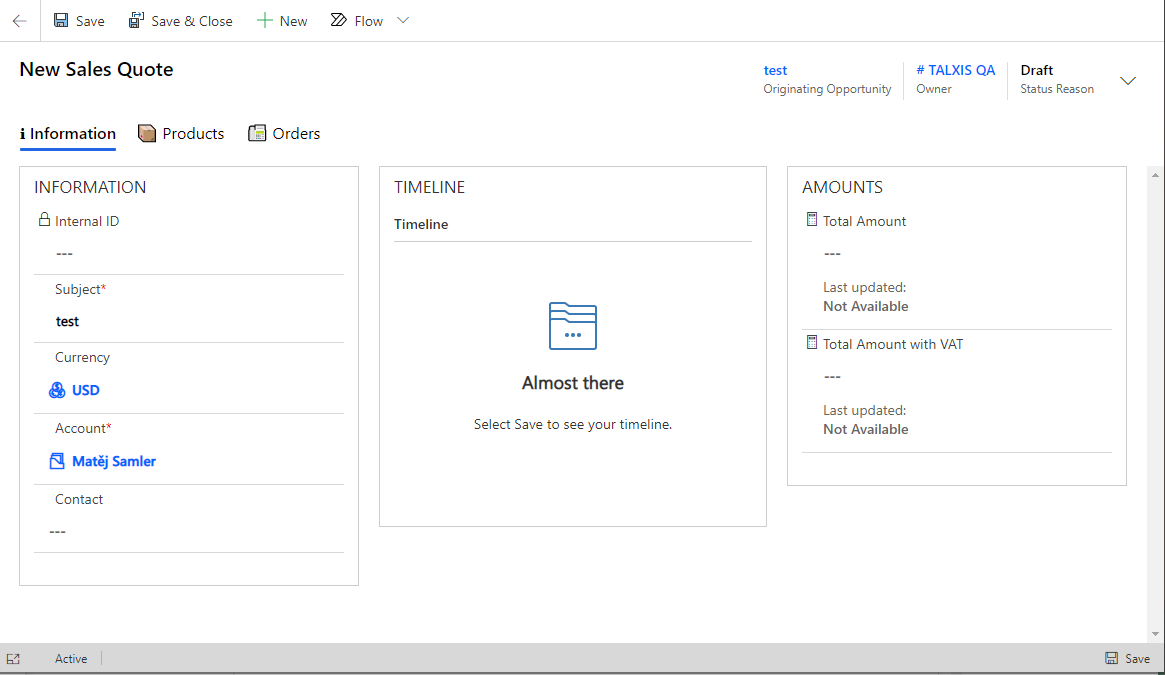 Save
Save & Close
New
Flow
New Sales Quote
test
Originating Opportunity
# TALXIS QA
Owner
Draft
Status Reason
Information
Products
Orders
INFORMATION
Internal ID
---
Subject*
test
Currency
USD
Account*
Matěj Samler
Contact
---
TIMELINE
Timeline
Almost there
Select Save to see your timeline.
AMOUNTS
Total Amount
---
Last updated:
Not Available
Total Amount with VAT
---
Last updated:
Not Available
Active
Save